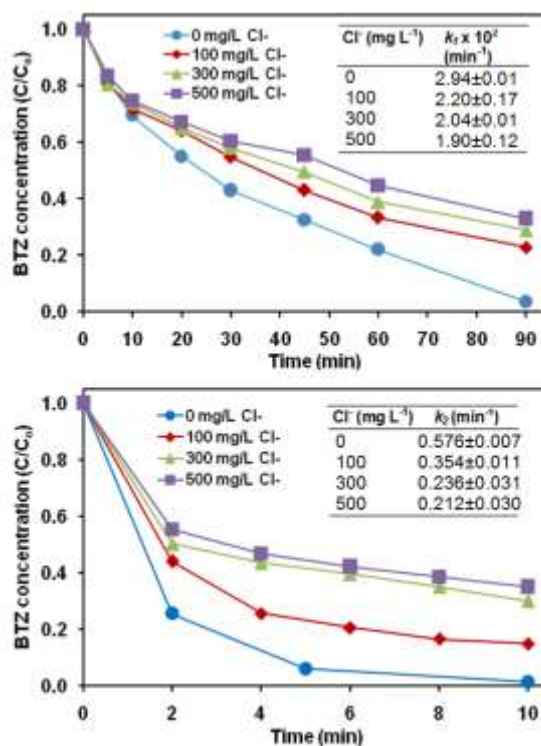 BTZ concentration (C/C₀)
1.0
0.8
0.6
0.4
0.2
0.0
0 mg/L Cl-
100 mg/L Cl-
300 mg/L Cl-
500 mg/L Cl-
Cl⁻ (mg L⁻¹) k₁ x 10² (min⁻¹)
0 2.94±0.01
100 2.20±0.17
300 2.04±0.01
500 1.90±0.12
0 10 20 30 40 50 60 70 80 90
Time (min)
BTZ concentration (C/C₀)
1.0
0.8
0.6
0.4
0.2
0.0
0 mg/L Cl-
100 mg/L Cl-
300 mg/L Cl-
500 mg/L Cl-
Cl⁻ (mg L⁻¹) k₂ (min⁻¹)
0 0.576±0.007
100 0.354±0.011
300 0.236±0.031
500 0.212±0.030
0 2 4 6 8 10
Time (min)